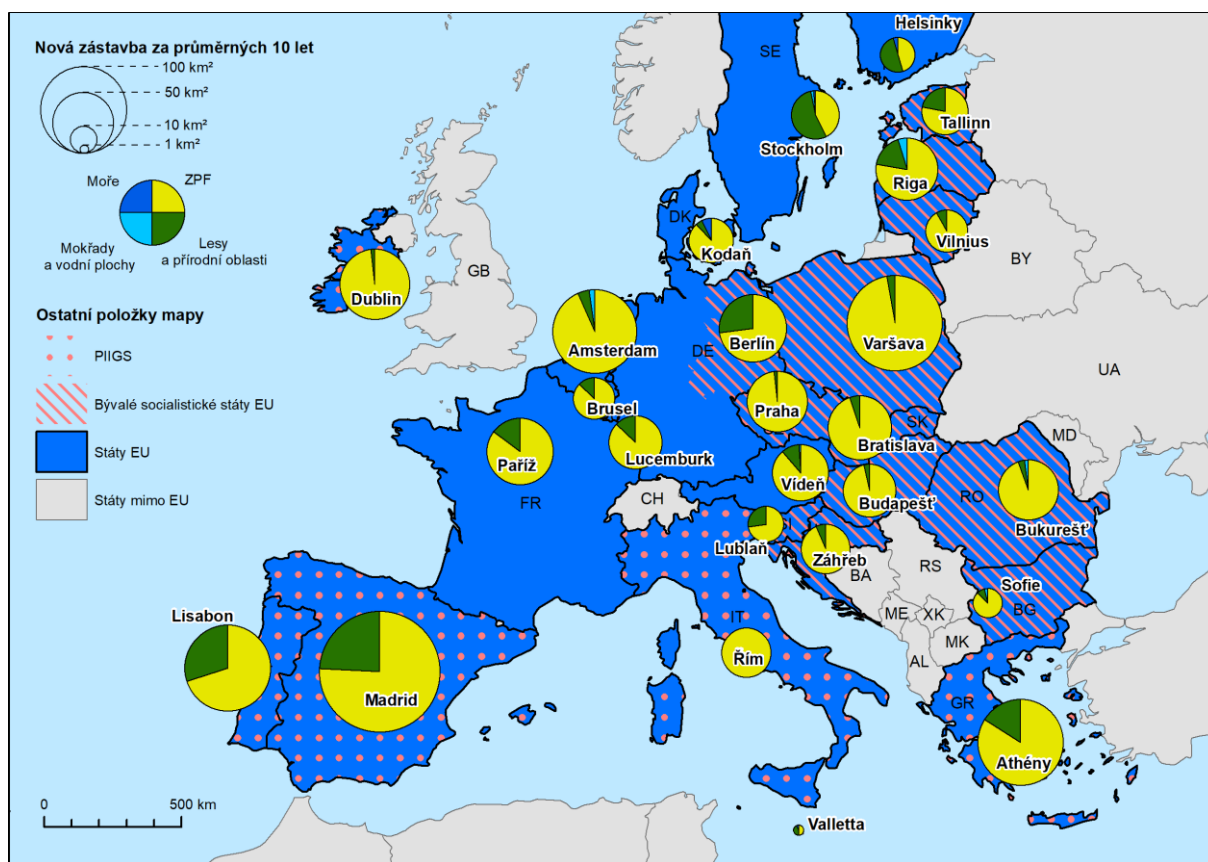 Nová zástavba za průměrných 10 let
100 km²
50 km²
10 km²
1 km²
Moře
ZPF
Mokřady
a vodní plochy
Lesy
a přírodní oblasti
Ostatní položky mapy
PIIGS
Bývalé socialistické státy EU
Státy EU
Státy mimo EU
0
500 km
Helsinky
SE
Stockholm
Tallinn
Riga
Vilnius
DK
Kodaň
GB
BY
Dublin
Amsterdam
DE
Berlín
Varšava
UA
Brusel
Praha
SK
Bratislava
MD
Paříž
Lucemburk
Vídeň
Budapešť
RO
Bukurešť
FR
CH
SI
Lublaň
Záhřeb
BA
RS
Sofie
BG
ME
XK
MK
AL
IT
Řím
Lisabon
Madrid
GR
Athény
Valletta